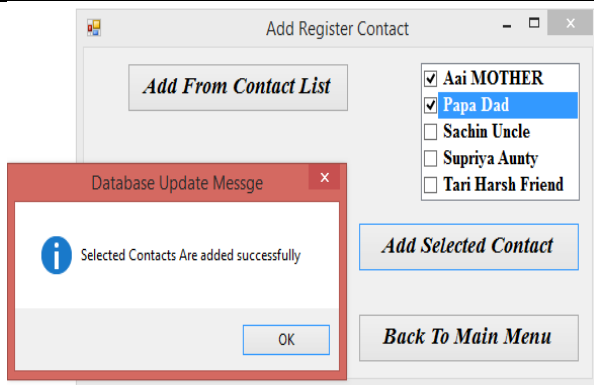 Add Register Contact
Add From Contact List
Aai MOTHER
Papa Dad
Sachin Uncle
Supriya Aunty
Tari Harsh Friend
Database Update Messge
Selected Contacts Are added successfully
OK
Add Selected Contact
Back To Main Menu